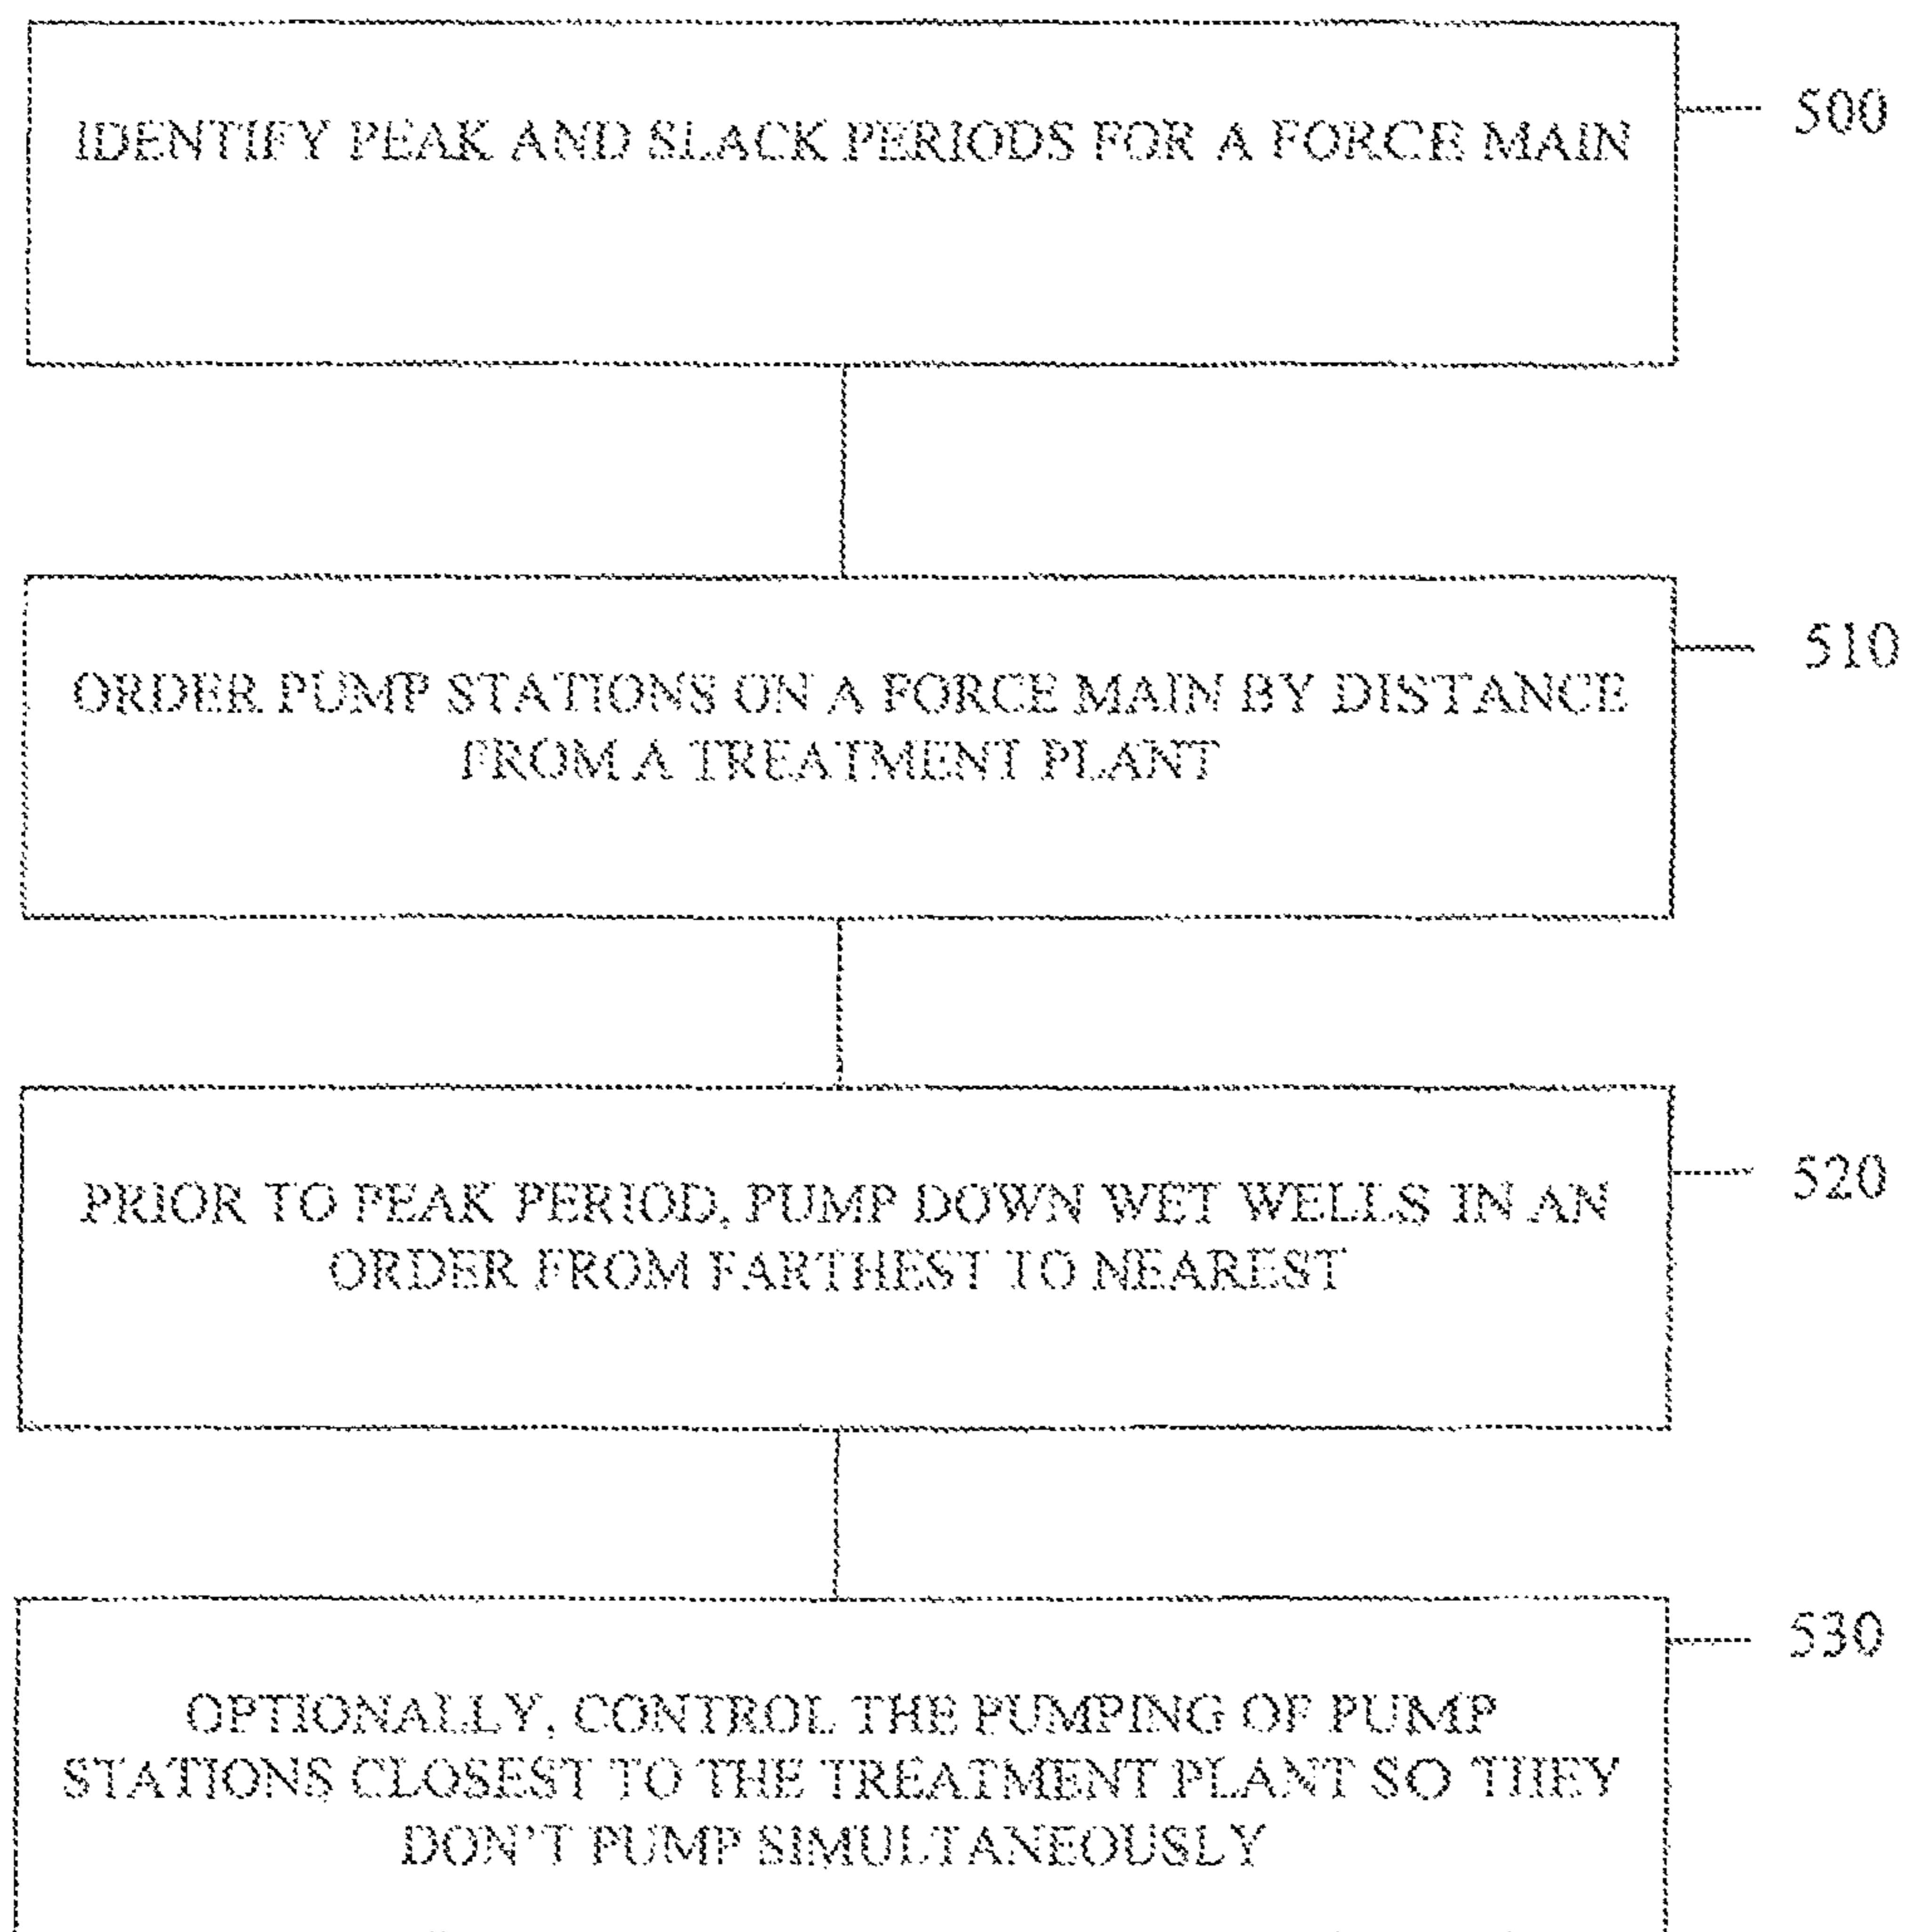 IDENTIFY PEAK AND SLACK PERIODS FOR A FORCE MAIN
500
ORDER PUMP STATIONS ON A FORCE MAIN BY DISTANCE
FROM A TREATMENT PLANT
510
PRIOR TO PEAK PERIOD, PUMP DOWN WET WELLS IN AN
ORDER FROM FARTHEST TO NEAREST
520
OPTIONALLY, CONTROL THE PUMPING OF PUMP
STATIONS CLOSEST TO THE TREATMENT PLANT SO THEY
DON'T PUMP SIMULTANEOUSLY
530